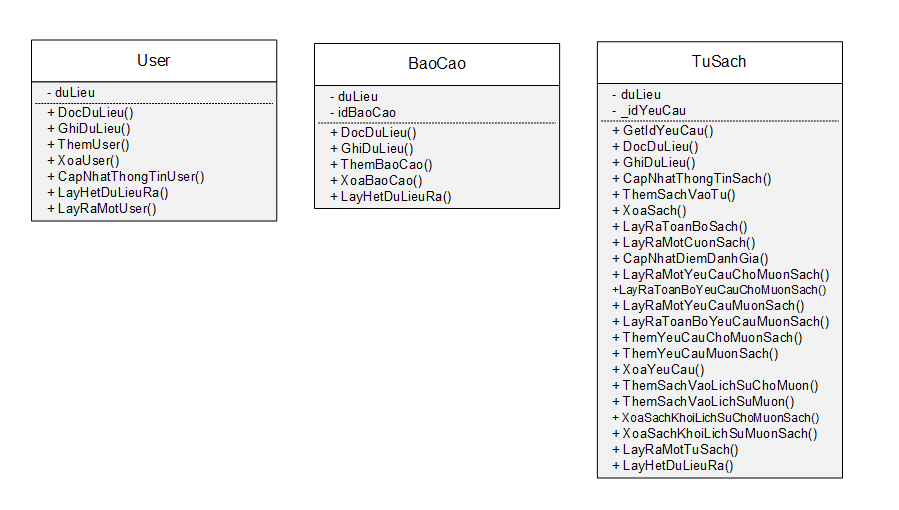 User
- duLieu
+ DocDuLieu()
+ GhiDuLieu()
+ ThemUser()
+ XoaUser()
+ CapNhatThongTinUser()
+ LayHetDuLieuRa()
+ LayRaMotUser()
BaoCao
- duLieu
- idBaoCao
+ DocDuLieu()
+ GhiDuLieu()
+ ThemBaoCao()
+ XoaBaoCao()
+ LayHetDuLieuRa()
TuSach
- duLieu
- _idYeuCau
+ GetIdYeuCau()
+ DocDuLieu()
+ GhiDuLieu()
+ CapNhatThongTinSach()
+ ThemSachVaoTu()
+ XoaSach()
+ LayRaToanBoSach()
+ LayRaMotCuonSach()
+ CapNhatDiemDanhGia()
+ LayRaMotYeuCauChoMuonSach()
+LayRaToanBoYeuCauChoMuonSach()
+ LayRaMotYeuCauMuonSach()
+ LayRaToanBoYeuCauMuonSach()
+ ThemYeuCauChoMuonSach()
+ ThemYeuCauMuonSach()
+ XoaYeuCau()
+ ThemSachVaoLichSuChoMuon()
+ ThemSachVaoLichSuMuon()
+ XoaSachKhoiLichSuChoMuonSach()
+ XoaSachKhoiLichSuMuonSach()
+ LayRaMotTuSach()
+ LayHetDuLieuRa()